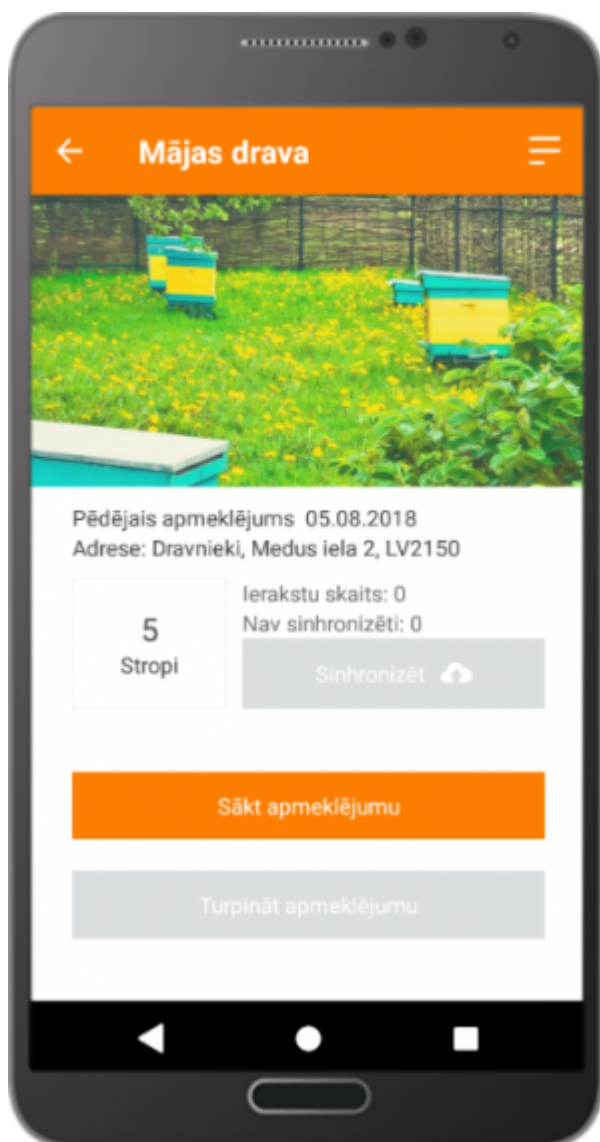 Mājas drava
Pēdējais apmeklējums 05.08.2018
Adrese: Dravnieki, Medus iela 2, LV2150
5
Stropi
Ierakstu skaits: 0
Nav sinhronizēti: 0
Sinhronizēt
Sākt apmeklējumu
Turpināt apmeklējumu